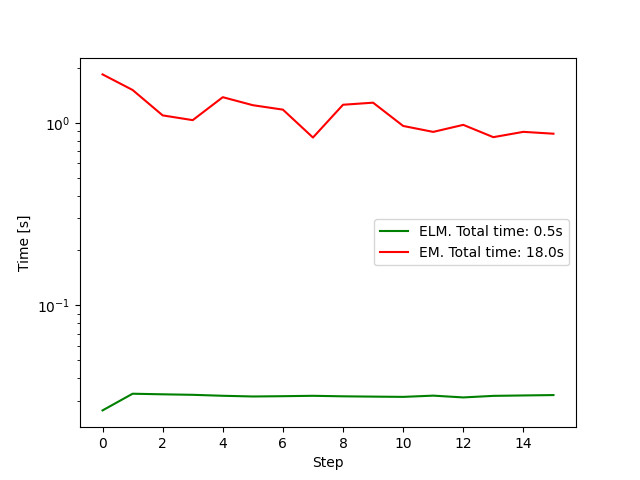 10⁰
10⁻¹
Time [s]
ELM. Total time: 0.5s
EM. Total time: 18.0s
0 2 4 6 8 10 12 14
Step